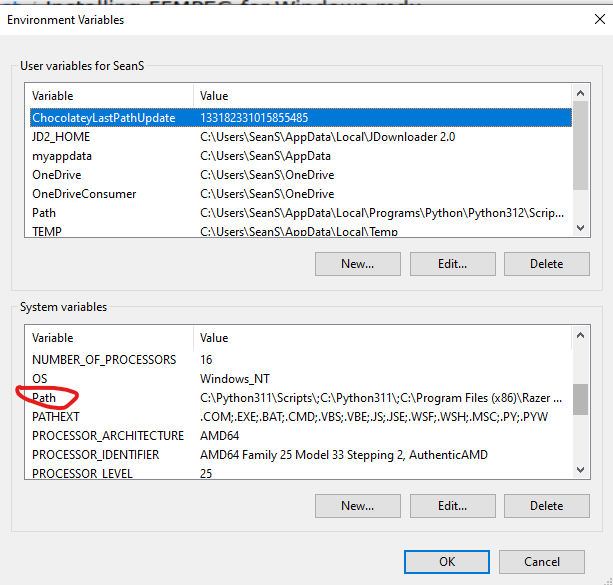 Installing FFMPEG for Windows.mdx
Environment Variables
User variables for SeanS
Variable Value
ChocolateyLastPathUpdate 133182331015855485
JD2_HOME C:\Users\SeanS\AppData\Local\JDownloader 2.0
myappdata C:\Users\SeanS\AppData
OneDrive C:\Users\SeanS\OneDrive
OneDriveConsumer C:\Users\SeanS\OneDrive
Path C:\Users\SeanS\AppData\Local\Programs\Python\Python312\Scrip...
TEMP C:\Users\SeanS\AppData\Local\Temp
New... Edit... Delete
System variables
Variable Value
NUMBER_OF_PROCESSORS 16
OS Windows_NT
Path C:\Python311\Scripts\;C:\Python311\;C:\Program Files (x86)\Razer ...
PATHEXT .COM;.EXE;.BAT;.CMD;.VBS;.VBE;.JS;.JSE;.WSF;.WSH;.MSC;.PY;.PYW
PROCESSOR_ARCHITECTURE AMD64
PROCESSOR_IDENTIFIER AMD64 Family 25 Model 33 Stepping 2, AuthenticAMD
PROCESSOR_LEVEL 25
New... Edit... Delete
OK Cancel